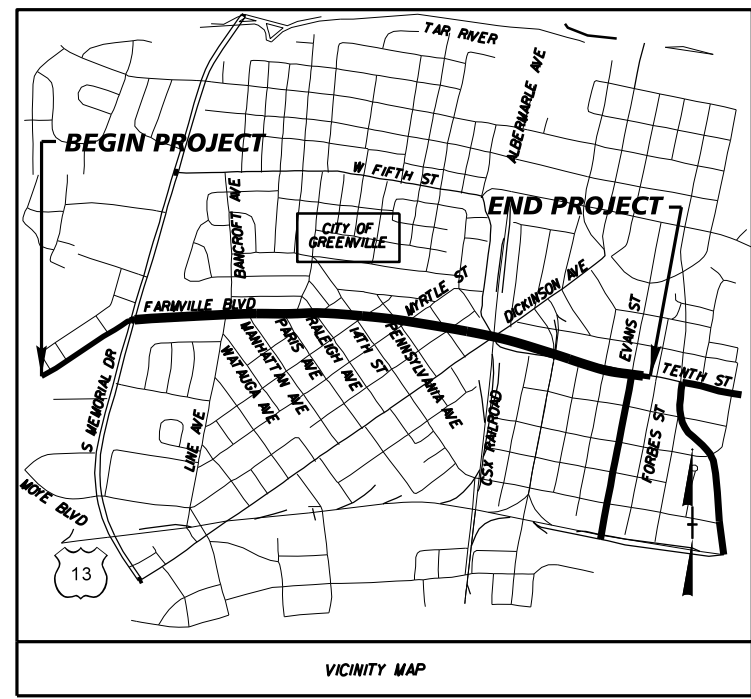 TAR RIVER
ALBERMARLE AVE
BEGIN PROJECT
W FIFTH ST
BANCROFT AVE
END PROJECT
CITY OF
GREENVILLE
DICKINSON AVE
MYRTLE ST
FARMVILLE BLVD
EVANS ST
PENNSYLVANIA AVE
14TH ST
RALEIGH AVE
PARIS AVE
MANHATTAN AVE
WATAUGA AVE
TENTH ST
S MEMORIAL DR
LINE AVE
CSX RAILROAD
FORBES ST
MOYE BLVD
13
VICINITY MAP